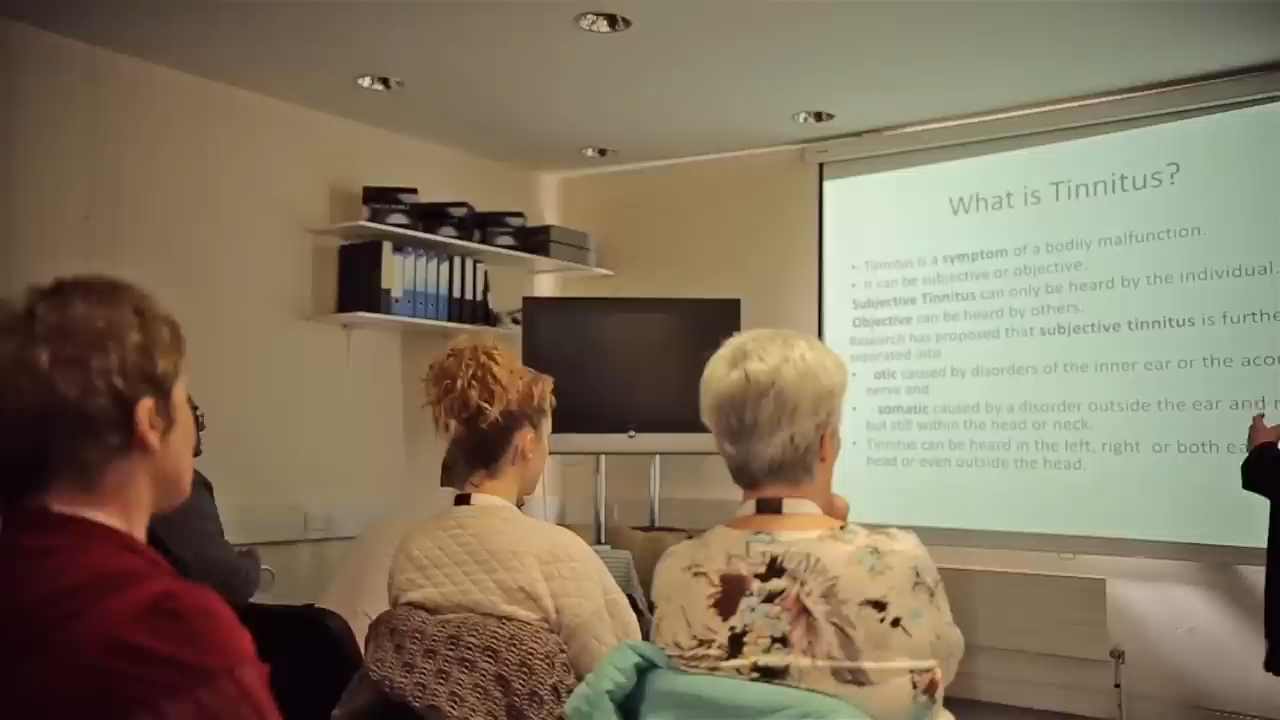 What is Tinnitus?
• Tinnitus is a symptom of a bodily malfunction.
• It can be subjective or objective.
Subjective Tinnitus can only be heard by the individual.
Objective can be heard by others.
Research has proposed that subjective tinnitus is furthe
seperated into
• otic caused by disorders of the inner ear or the acou
nerve and
• somatic caused by a disorder outside the ear and n
but still within the head or neck.
• Tinnitus can be heard in the left, right or both ea
head or even outside the head.